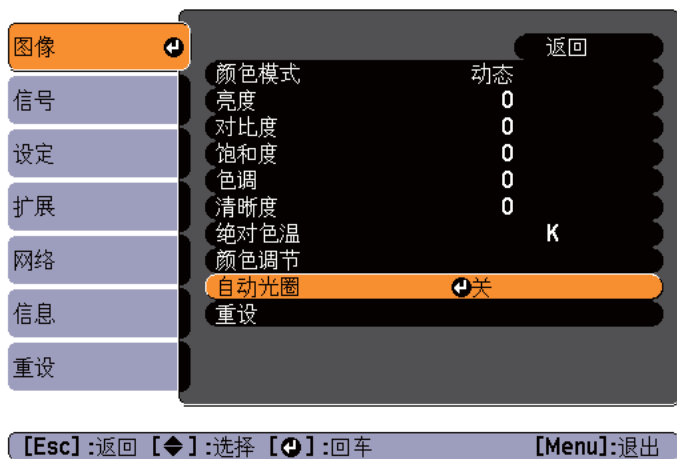 图像
信号
设定
扩展
网络
信息
重设
返回
颜色模式 动态
亮度 0
对比度 0
饱和度 0
色调 0
清晰度 0
绝对色温 K
颜色调节
自动光圈 关
重设
[Esc]:返回 [◆]:选择 [⏎]:回车 [Menu]:退出